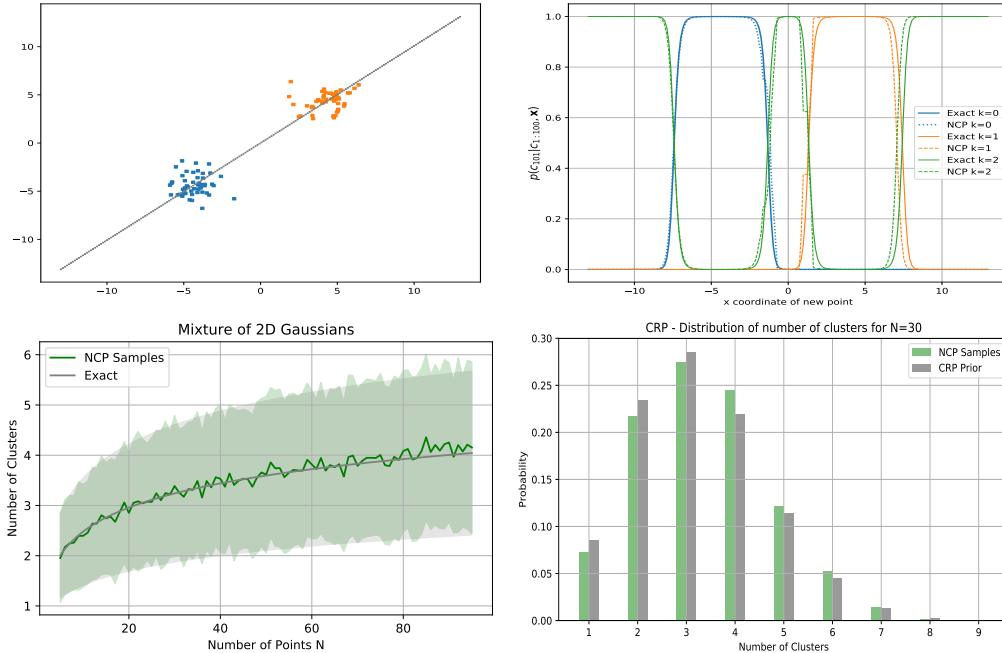 10
5
0
−5
−10
−10
−5
0
5
10
1.0
0.8
0.6
0.4
0.2
0.0
p(c₁₀₁|c₁:₁₀₀, x)
Exact k=0
NCP k=0
Exact k=1
NCP k=1
Exact k=2
NCP k=2
−10
−5
0
5
10
x coordinate of new point
Mixture of 2D Gaussians
NCP Samples
Exact
6
5
4
3
2
1
Number of Clusters
20
40
60
80
Number of Points N
CRP - Distribution of number of clusters for N=30
NCP Samples
CRP Prior
0.30
0.25
0.20
0.15
0.10
0.05
0.00
Probability
1
2
3
4
5
6
7
8
9
Number of Clusters